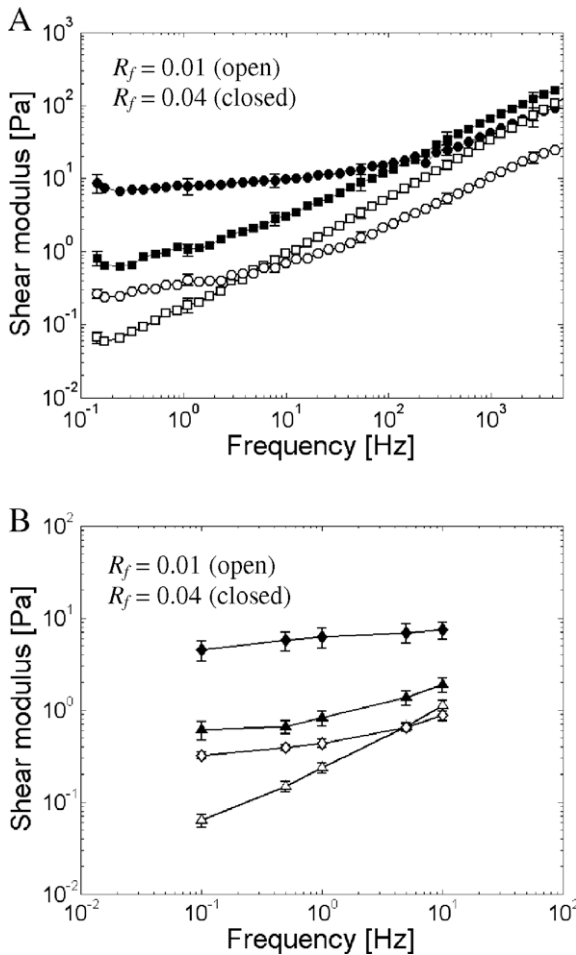 A
R_f = 0.01 (open)
R_f = 0.04 (closed)
Shear modulus [Pa]
10^3
10^2
10^1
10^0
10^-1
10^-2
10^-1 10^0 10^1 10^2 10^3
Frequency [Hz]
B
R_f = 0.01 (open)
R_f = 0.04 (closed)
Shear modulus [Pa]
10^2
10^1
10^0
10^-1
10^-2
10^-2 10^-1 10^0 10^1 10^2
Frequency [Hz]